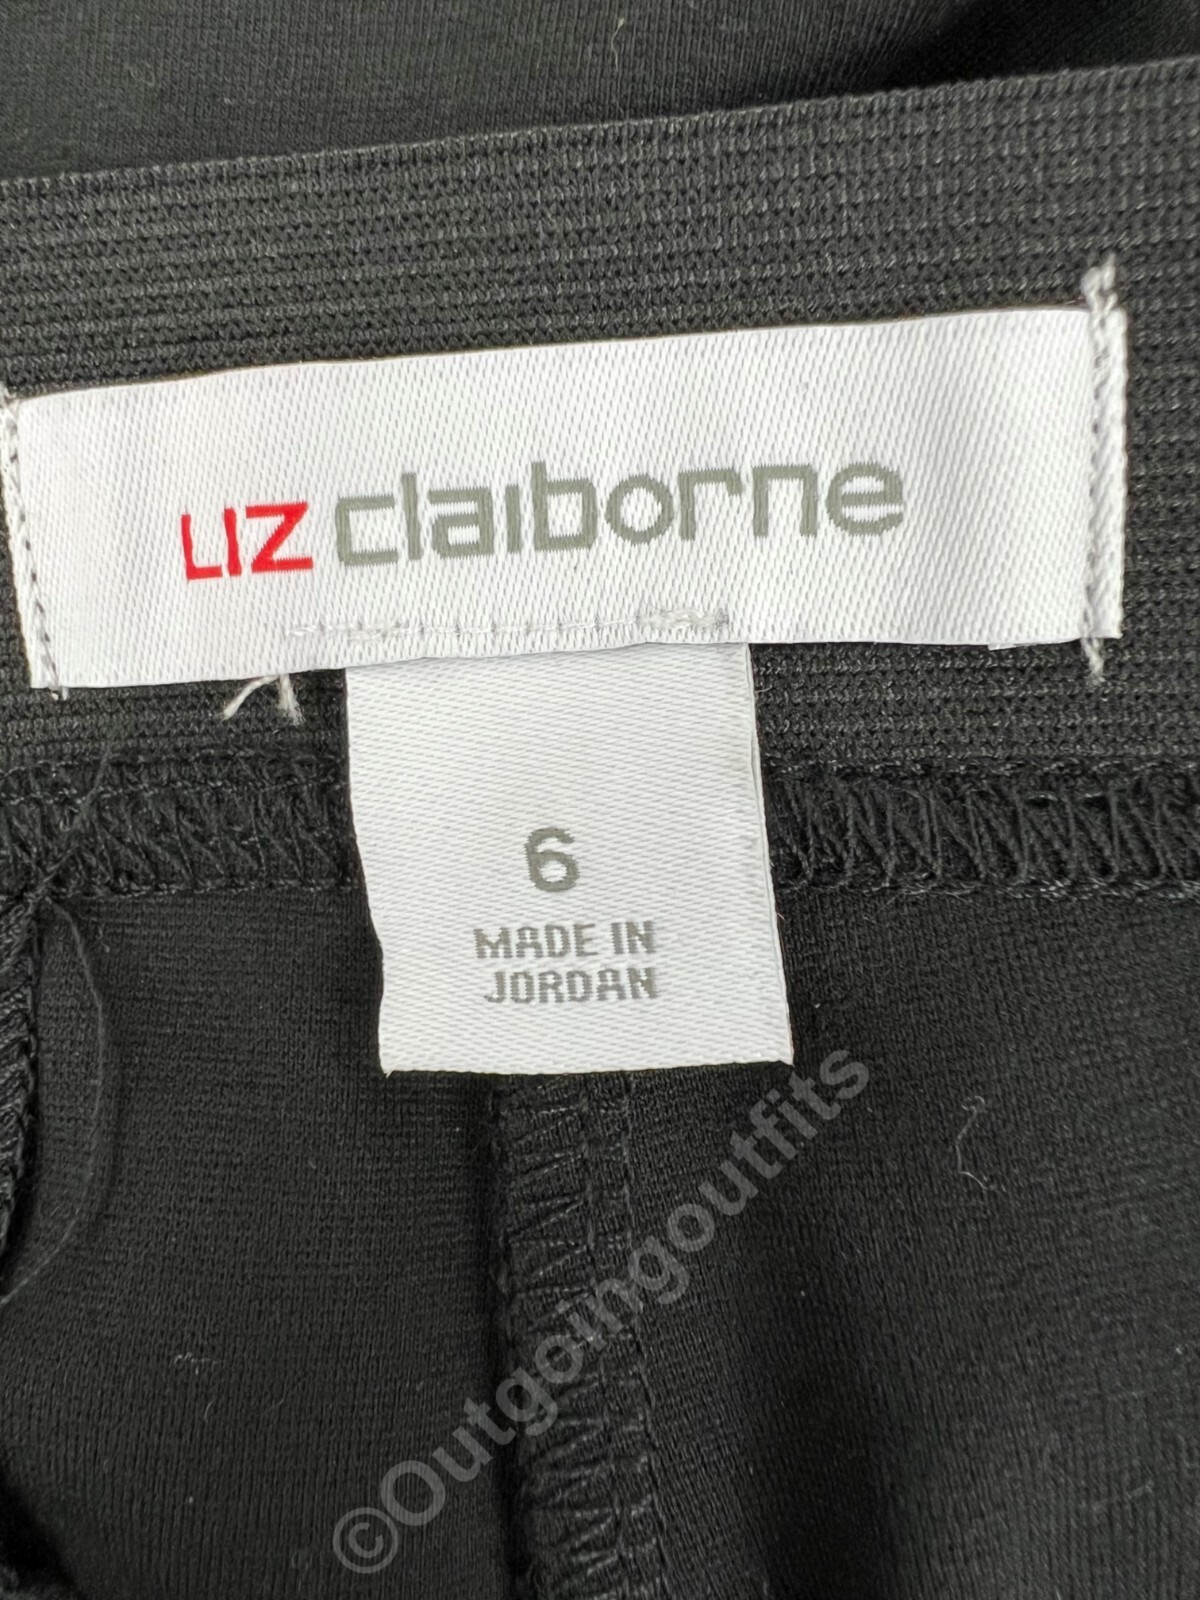 LIZ claiborne
6
MADE IN
JORDAN
©Outgoingoutfits